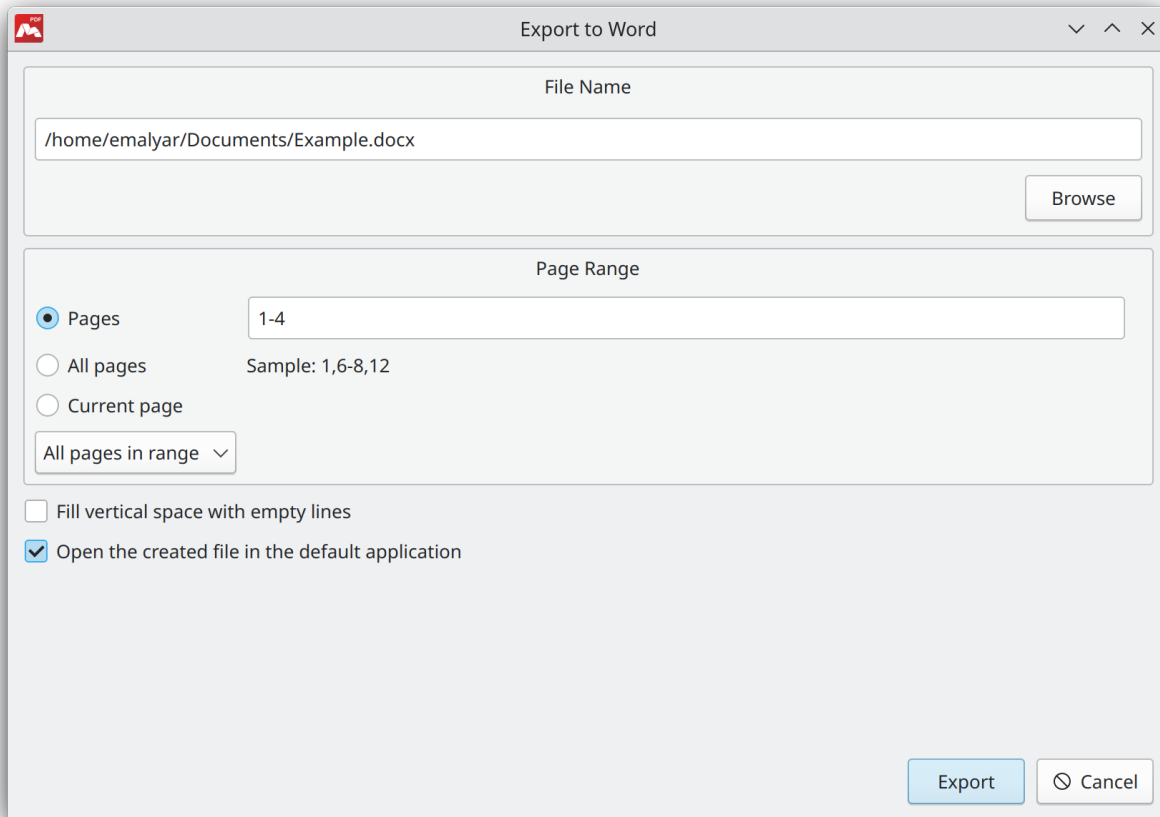 PDF
Export to Word
File Name
/home/emalyar/Documents/Example.docx
Browse
Page Range
Pages
1-4
All pages
Sample: 1,6-8,12
Current page
All pages in range
Fill vertical space with empty lines
Open the created file in the default application
Export
Cancel